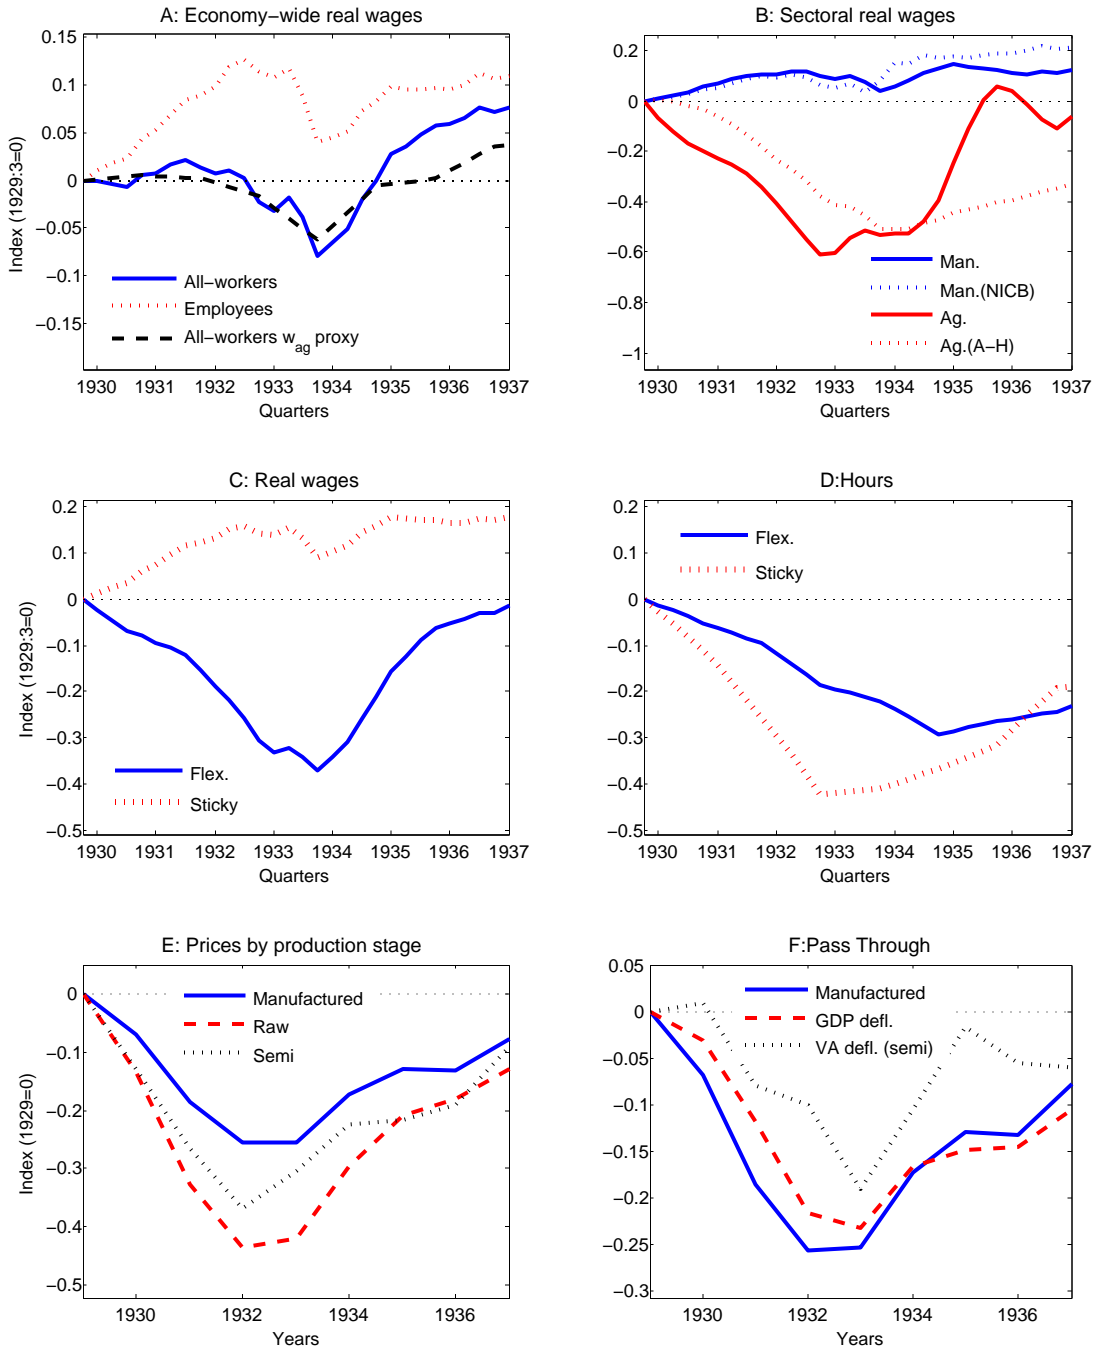 A: Economy−wide real wages
0.15
0.1
0.05
0
−0.05
−0.1
−0.15
Index (1929:3=0)
All−workers
Employees
All−workers wag proxy
1930 1931 1932 1933 1934 1935 1936 1937
Quarters
B: Sectoral real wages
0.2
0
−0.2
−0.4
−0.6
−0.8
−1
Man.
Man.(NICB)
Ag.
Ag.(A−H)
1930 1931 1932 1933 1934 1935 1936 1937
Quarters
C: Real wages
0.2
0.1
0
−0.1
−0.2
−0.3
−0.4
−0.5
Index (1929:3=0)
Flex.
Sticky
1930 1931 1932 1933 1934 1935 1936 1937
Quarters
D:Hours
0.2
0.1
0
−0.1
−0.2
−0.3
−0.4
−0.5
Flex.
Sticky
1930 1931 1932 1933 1934 1935 1936 1937
Quarters
E: Prices by production stage
0
−0.1
−0.2
−0.3
−0.4
−0.5
Index (1929=0)
Manufactured
Raw
Semi
1930 1932 1934 1936
Years
F:Pass Through
0.05
0
−0.05
−0.1
−0.15
−0.2
−0.25
−0.3
Manufactured
GDP defl.
VA defl. (semi)
1930 1932 1934 1936
Years